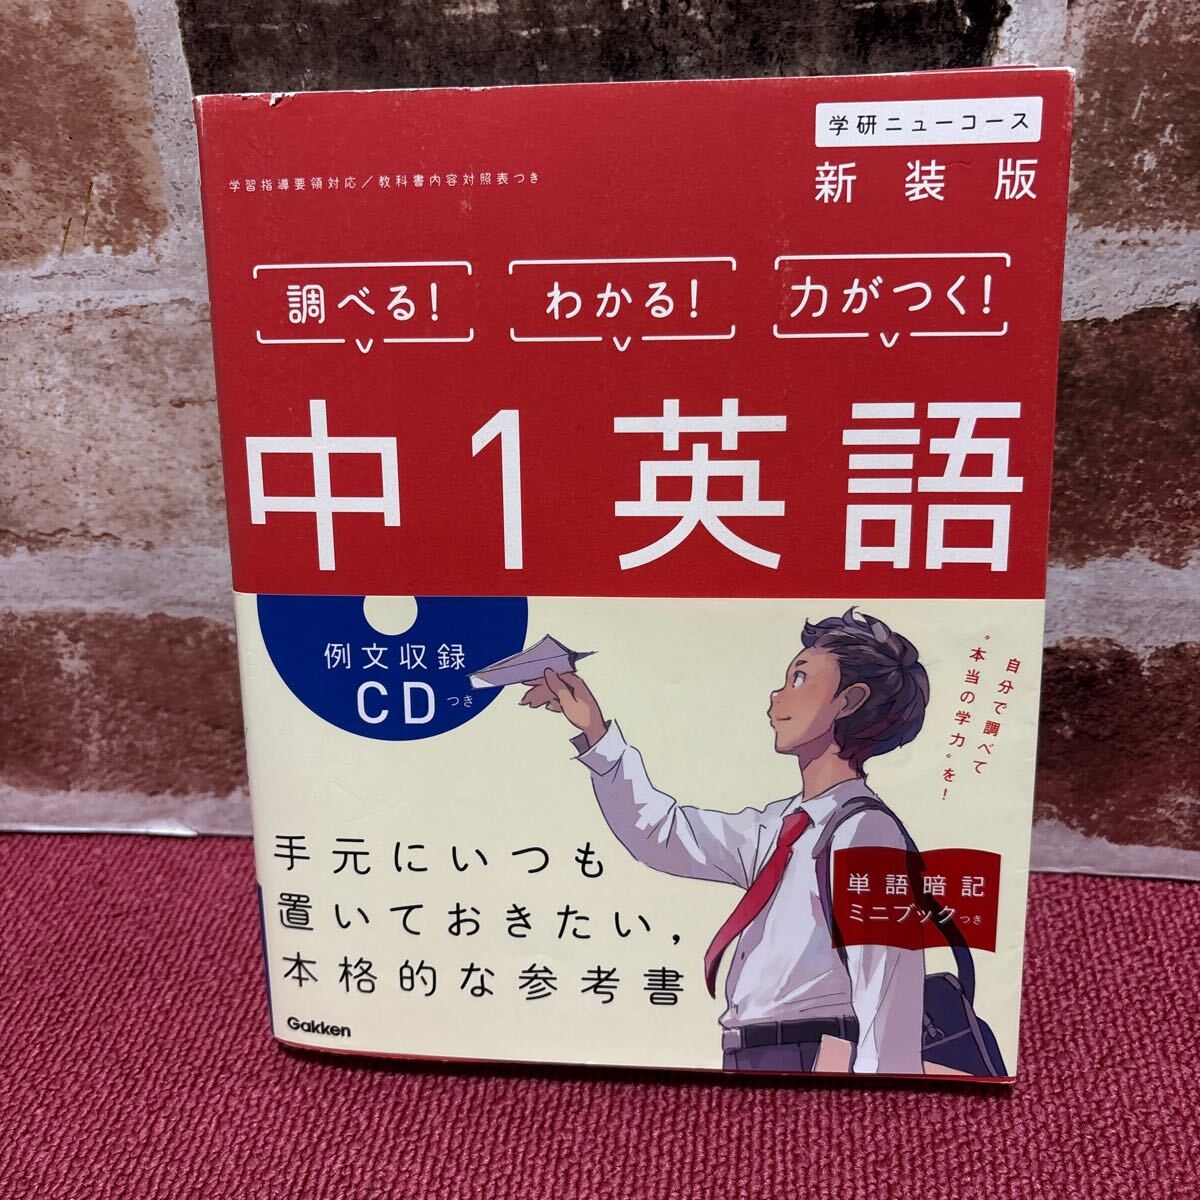 学研ニューコース
新装版
学習指導要領対応／教科書内容対照表つき
調べる！
わかる！
力がつく！
中1英語
例文収録
CDつき
自分で調べて
“本当の学力”を！
手元にいつも
置いておきたい，
本格的な参考書
単語暗記
ミニブックつき
Gakken